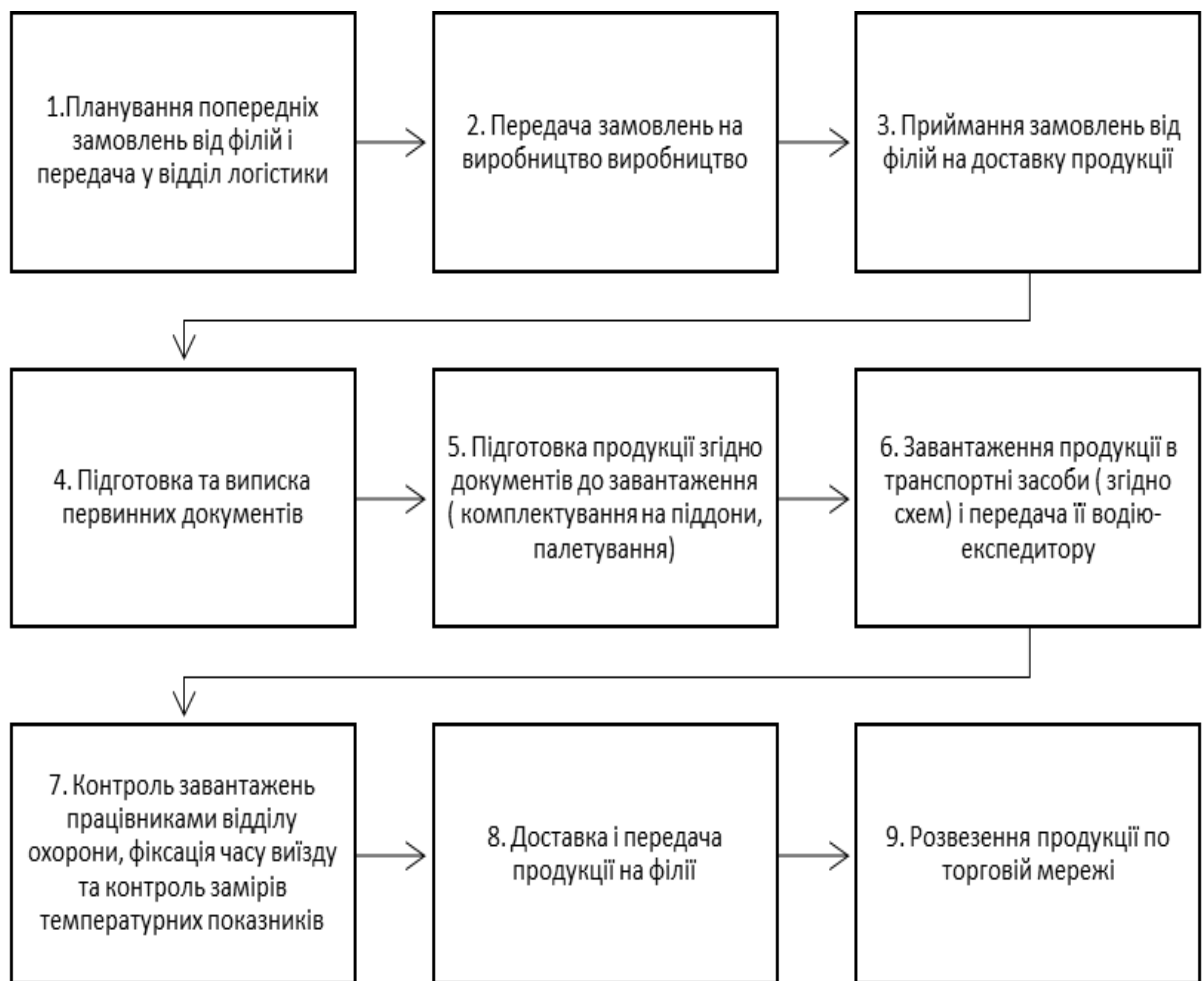 1.Планування попередніх
замовлень від філій і
передача у відділ логістики
2. Передача замовлень на
виробництво виробництво
3. Приймання замовлень від
філій на доставку продукції
4. Підготовка та виписка
первинних документів
5. Підготовка продукції згідно
документів до завантаження
( комплектування на піддони,
палетування)
6. Завантаження продукції в
транспортні засоби ( згідно
схем) і передача її водію-
експедитору
7. Контроль завантажень
працівниками відділу
охорони, фіксація часу виїзду
та контроль замірів
температурних показників
8. Доставка і передача
продукції на філії
9. Розвезення продукції по
торговій мережі